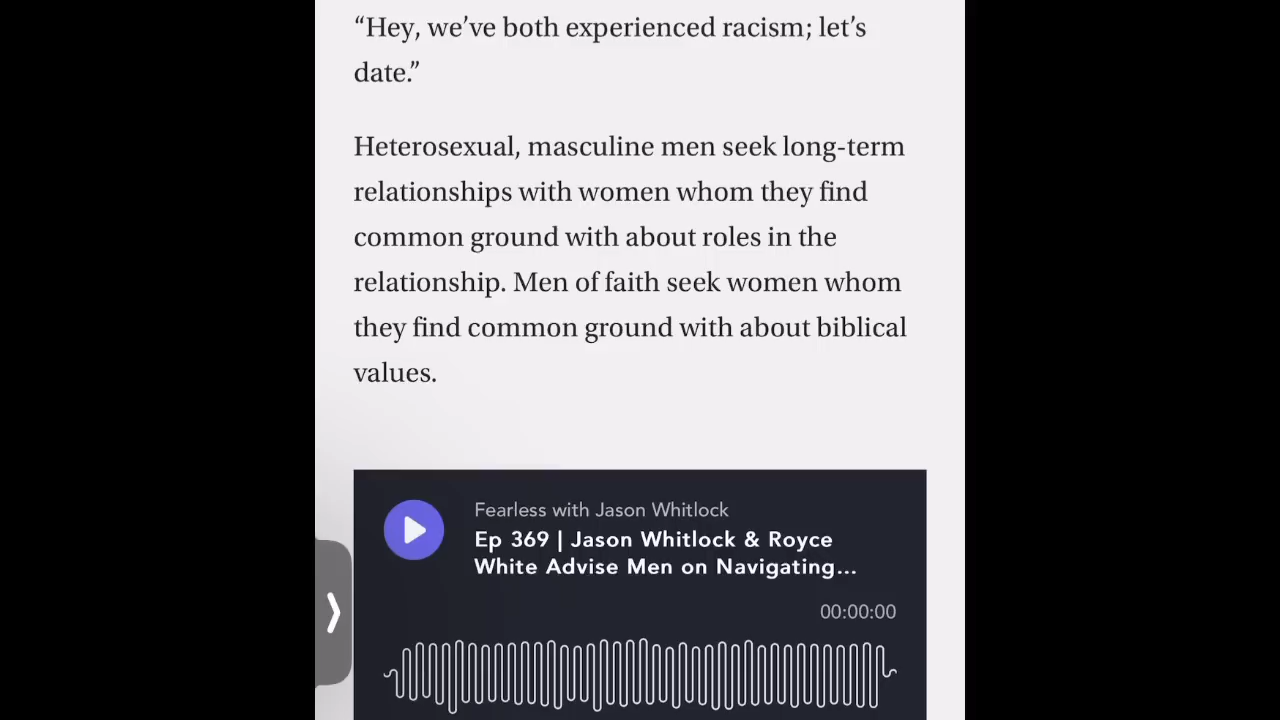 “Hey, we’ve both experienced racism; let’s
date.”
Heterosexual, masculine men seek long-term
relationships with women whom they find
common ground with about roles in the
relationship. Men of faith seek women whom
they find common ground with about biblical
values.
Fearless with Jason Whitlock
Ep 369 | Jason Whitlock & Royce
White Advise Men on Navigating...
00:00:00